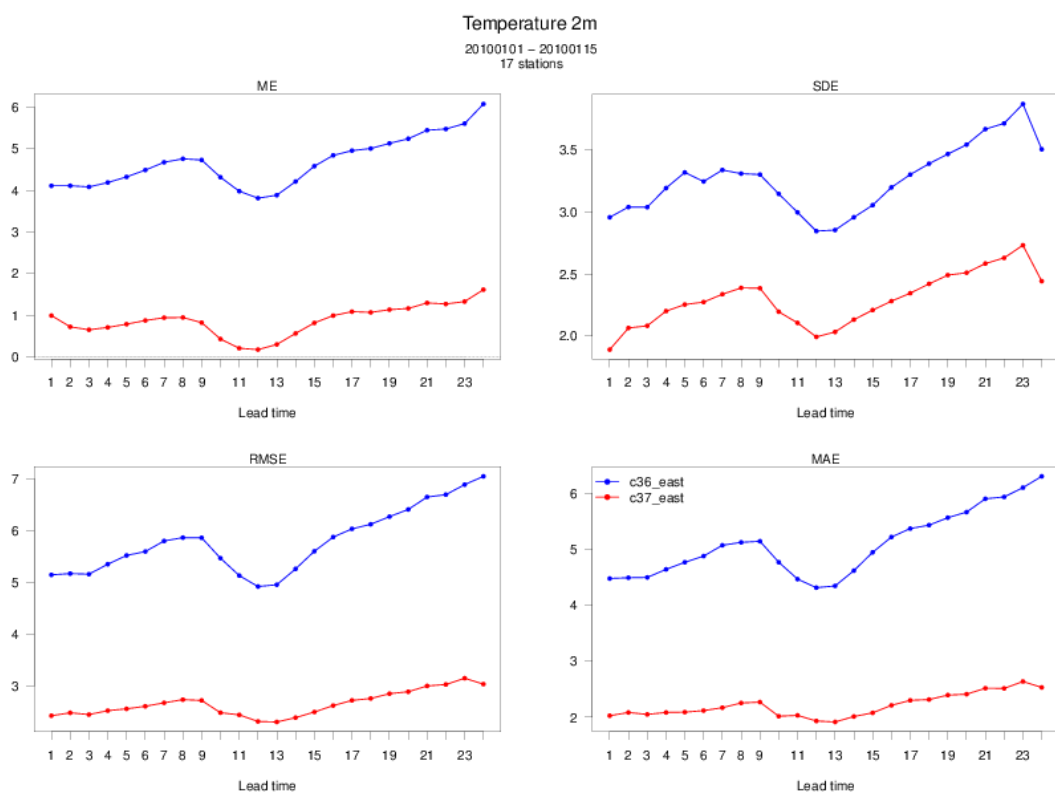 Temperature 2m
20100101 – 20100115
17 stations
ME
6
5
4
3
2
1
0
1 2 3 4 5 6 7 8 9 11 13 15 17 19 21 23
Lead time
SDE
3.5
3.0
2.5
2.0
1 2 3 4 5 6 7 8 9 11 13 15 17 19 21 23
Lead time
RMSE
7
6
5
4
3
1 2 3 4 5 6 7 8 9 11 13 15 17 19 21 23
Lead time
MAE
c36_east
c37_east
6
5
4
3
2
1 2 3 4 5 6 7 8 9 11 13 15 17 19 21 23
Lead time